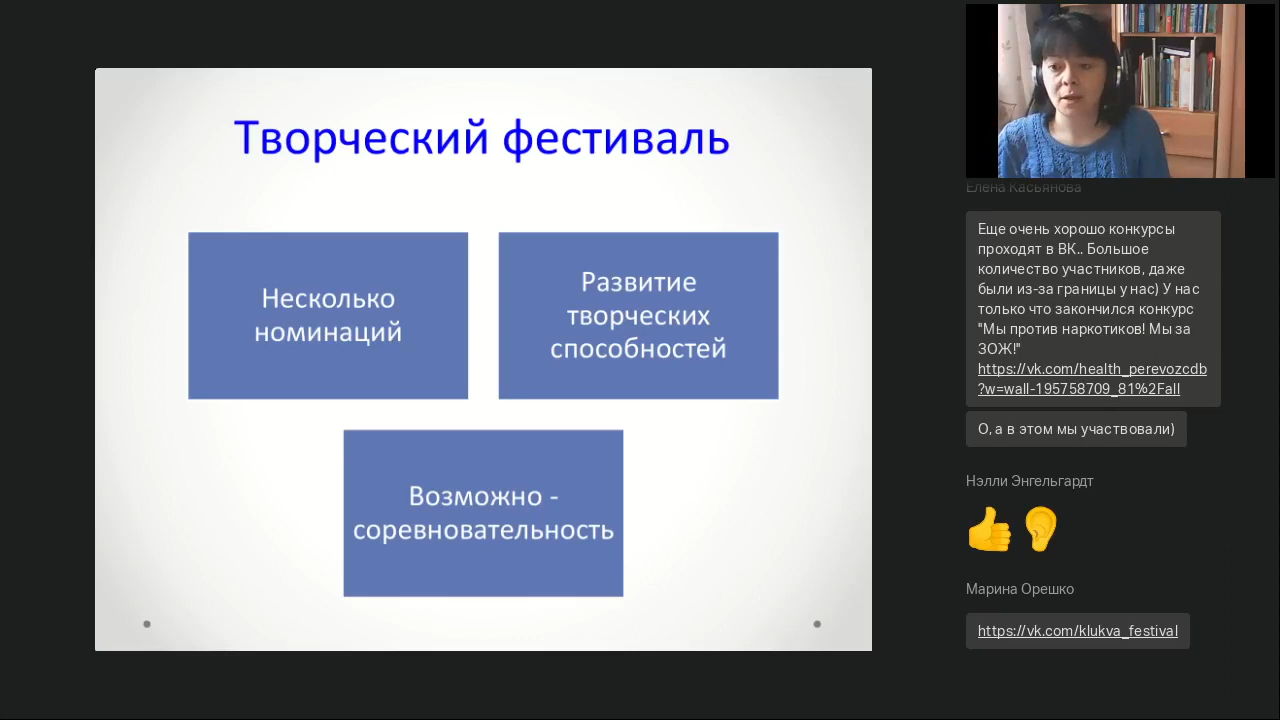 Творческий фестиваль
Несколько
номинаций
Развитие
творческих
способностей
Возможно -
соревновательность
Елена Касьянова
Еще очень хорошо конкурсы
проходят в ВК.. Большое
количество участников, даже
были из-за границы у нас) У нас
только что закончился конкурс
"Мы против наркотиков! Мы за
ЗОЖ!"
https://vk.com/health_perevozcdb
?w=wall-195758709_81%2Fall
О, а в этом мы участвовали)
Нэлли Энгельгардт
Марина Орешко
https://vk.com/klukva_festival